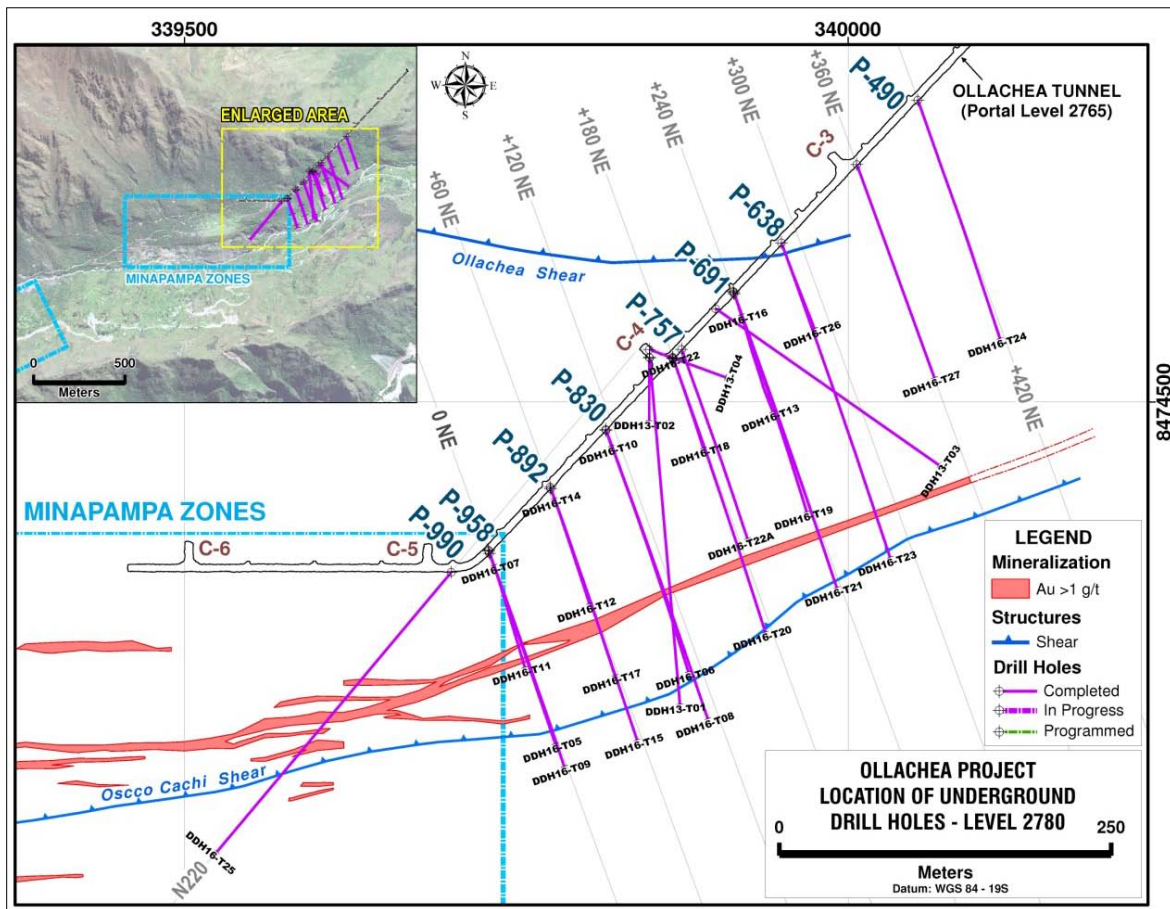 339500
340000
ENLARGED AREA
MINAPAMPA ZONES
0
500
Meters
N
W
E
S
+60 NE
+120 NE
+180 NE
+240 NE
+300 NE
+360 NE
P-490
OLLACHEA TUNNEL
(Portal Level 2765)
C-3
P-638
Ollachea Shear
P-691
DDH16-T16
DDH16-T26
DDH16-T24
P-757
C-4
DDH16-T22
DDH13-T04
DDH16-T27
+420 NE
8474500
P-830
DDH13-T02
DDH16-T13
0 NE
DDH16-T10
DDH16-T18
DDH13-T03
P-892
DDH16-T14
DDH16-T19
MINAPAMPA ZONES
P-958
P-990
C-6
C-5
DDH16-T07
DDH16-T22A
DDH16-T23
DDH16-T21
DDH16-T12
DDH16-T20
DDH16-T11
DDH16-T17
DDH16-T06
DDH13-T01
DDH16-T08
DDH16-T05
DDH16-T15
DDH16-T09
Oscco Cachi Shear
DDH16-T25
N220
LEGEND
Mineralization
Au >1 g/t
Structures
Shear
Drill Holes
Completed
In Progress
Programmed
OLLACHEA PROJECT
LOCATION OF UNDERGROUND
DRILL HOLES - LEVEL 2780
0
250
Meters
Datum: WGS 84 - 19S